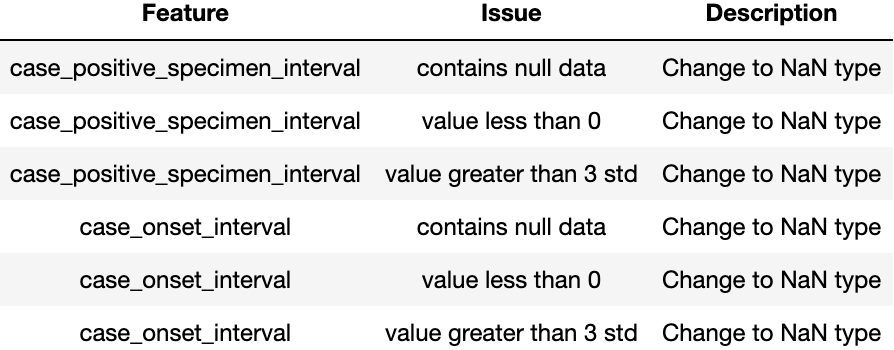 Feature Issue Description
case_positive_specimen_interval contains null data Change to NaN type
case_positive_specimen_interval value less than 0 Change to NaN type
case_positive_specimen_interval value greater than 3 std Change to NaN type
case_onset_interval contains null data Change to NaN type
case_onset_interval value less than 0 Change to NaN type
case_onset_interval value greater than 3 std Change to NaN type